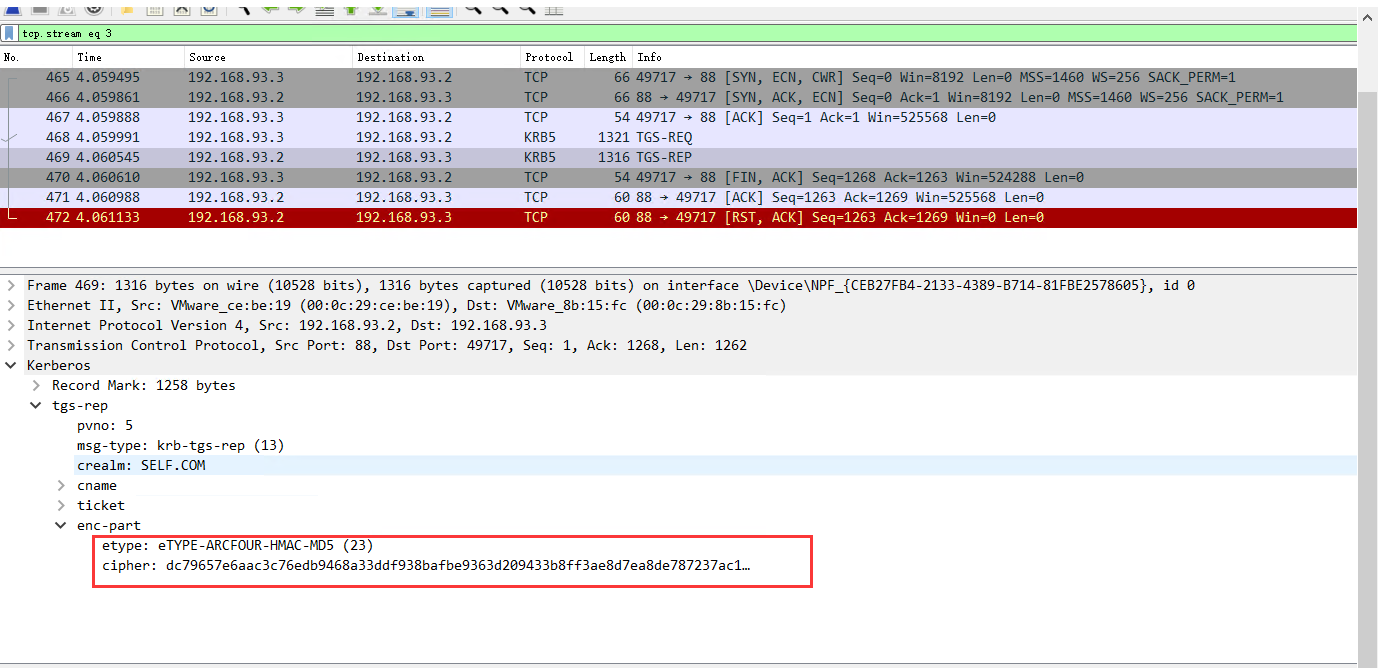 tcp.stream eq 3
No. Time Source Destination Protocol Length Info
465 4.059495 192.168.93.3 192.168.93.2 TCP 66 49717 → 88 [SYN, ECN, CWR] Seq=0 Win=8192 Len=0 MSS=1460 WS=256 SACK_PERM=1
466 4.059861 192.168.93.2 192.168.93.3 TCP 66 88 → 49717 [SYN, ACK, ECN] Seq=0 Ack=1 Win=8192 Len=0 MSS=1460 WS=256 SACK_PERM=1
467 4.059888 192.168.93.3 192.168.93.2 TCP 54 49717 → 88 [ACK] Seq=1 Ack=1 Win=525568 Len=0
468 4.059991 192.168.93.3 192.168.93.2 KRB5 1321 TGS-REQ
469 4.060545 192.168.93.2 192.168.93.3 KRB5 1316 TGS-REP
470 4.060610 192.168.93.3 192.168.93.2 TCP 54 49717 → 88 [FIN, ACK] Seq=1268 Ack=1263 Win=524288 Len=0
471 4.060988 192.168.93.2 192.168.93.3 TCP 60 88 → 49717 [ACK] Seq=1263 Ack=1269 Win=525568 Len=0
472 4.061133 192.168.93.2 192.168.93.3 TCP 60 88 → 49717 [RST, ACK] Seq=1263 Ack=1269 Win=0 Len=0
Frame 469: 1316 bytes on wire (10528 bits), 1316 bytes captured (10528 bits) on interface \Device\NPF_{CEB27FB4-2133-4389-B714-81FBE2578605}, id 0
Ethernet II, Src: VMware_ce:be:19 (00:0c:29:ce:be:19), Dst: VMware_8b:15:fc (00:0c:29:8b:15:fc)
Internet Protocol Version 4, Src: 192.168.93.2, Dst: 192.168.93.3
Transmission Control Protocol, Src Port: 88, Dst Port: 49717, Seq: 1, Ack: 1268, Len: 1262
Kerberos
Record Mark: 1258 bytes
tgs-rep
pvno: 5
msg-type: krb-tgs-rep (13)
crealm: SELF.COM
cname
ticket
enc-part
etype: eTYPE-ARCFOUR-HMAC-MD5 (23)
cipher: dc79657e6aac3c76edb9468a33ddf938bafbe9363d209433b8ff3ae8d7ea8de787237ac1…